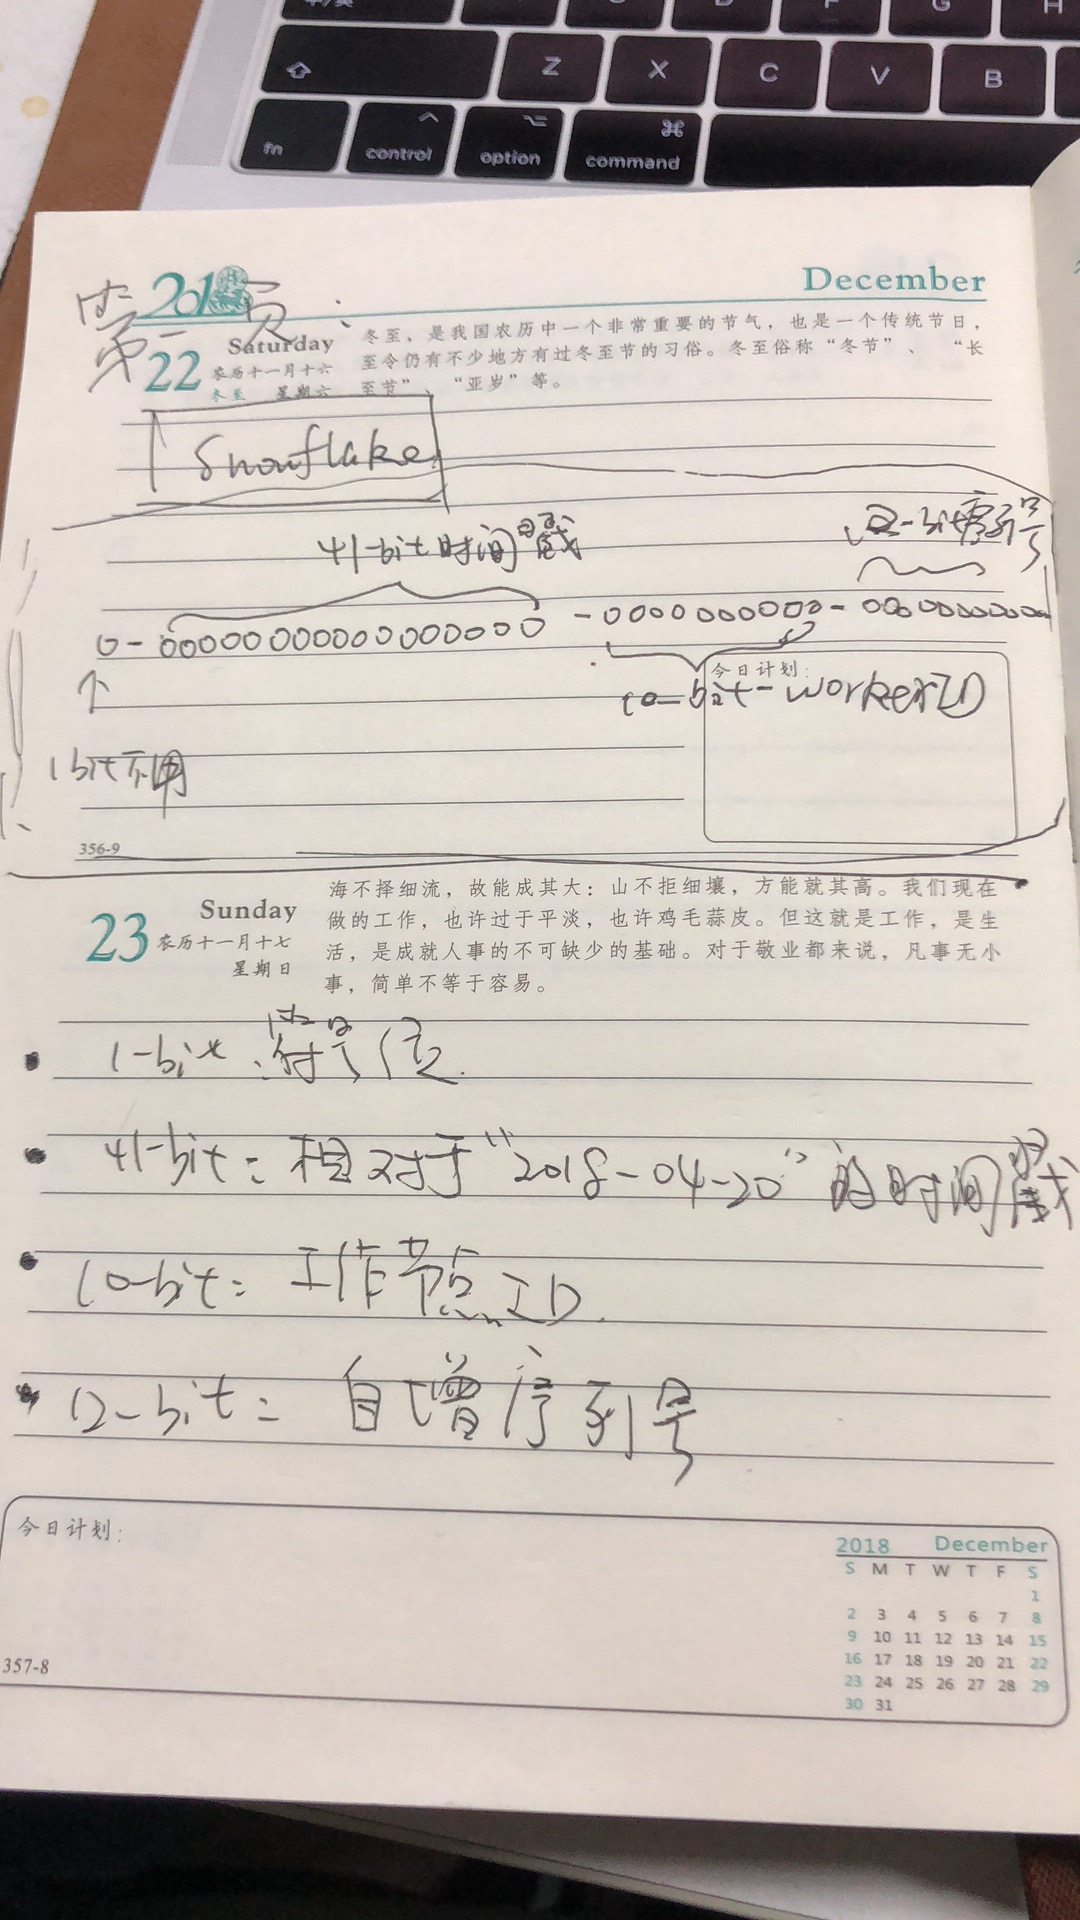 Z X C V B
fn control option command
2018
December
第一页:
22
Saturday
农历十一月十六
冬至 星期六
冬至，是我国农历中一个非常重要的节气，也是一个传统节日，
至今仍有不少地方有过冬至节的习俗。冬至俗称“冬节”、 “长
至节”、“亚岁”等。
Snowflake
41-bit时间戳
12-bit序列号
0-0000000000000000-0000000000-00000000000
今日计划:
10-bit-workerID
1bit不用
356-9
23
Sunday
农历十一月十七
星期日
海不择细流，故能成其大；山不拒细壤，方能就其高。我们现在
做的工作，也许过于平淡，也许鸡毛蒜皮。但这就是工作，是生
活，是成就人事的不可缺少的基础。对于敬业都来说，凡事无小
事，简单不等于容易。
1-bit:符号位.
41-bit: 相对于“2018-04-20”的时间戳
10-bit: 工作节点ID.
12-bit: 自增序列号
今日计划:
2018 December
S M T W T F S
1
2 3 4 5 6 7 8
9 10 11 12 13 14 15
16 17 18 19 20 21 22
23 24 25 26 27 28 29
30 31
357-8